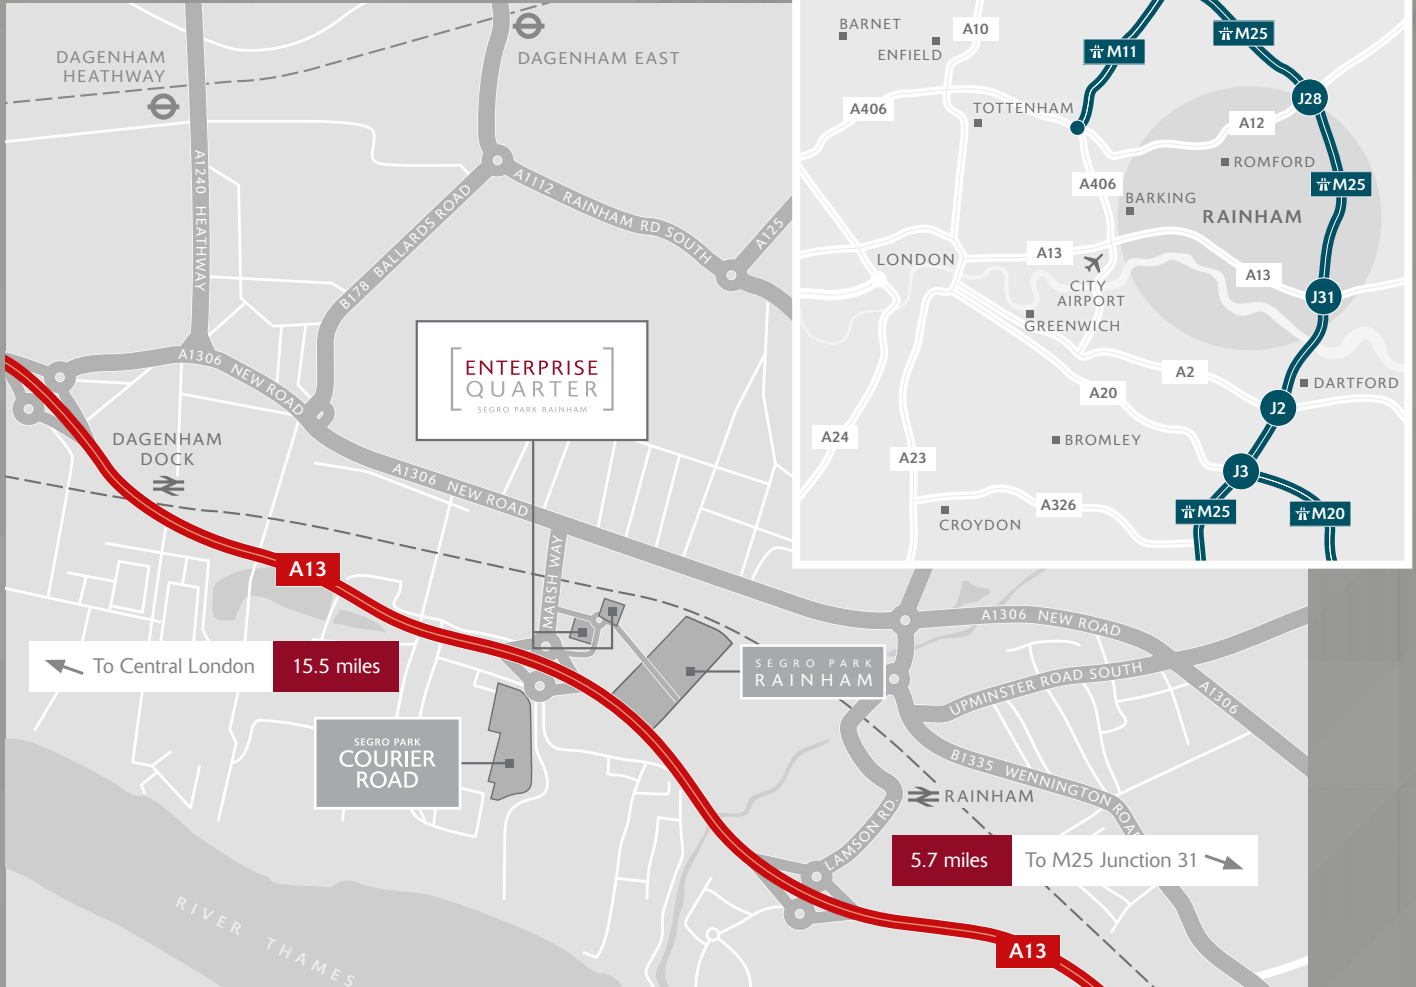 DAGENHAM
HEATHWAY
DAGENHAM EAST
A1240 HEATHWAY
A1112 RAINHAM RD SOUTH
A125
B178 BALLARDS ROAD
A1306 NEW ROAD
ENTERPRISE
QUARTER
SEGRO PARK RAINHAM
DAGENHAM
DOCK
A1306 NEW ROAD
A13
MARSH WAY
To Central London
15.5 miles
SEGRO PARK
RAINHAM
A1306 NEW ROAD
UPMINSTER ROAD SOUTH
A1306
SEGRO PARK
COURIER
ROAD
B1335 WENNINGTON ROAD
RAINHAM
LAMSON RD.
5.7 miles
To M25 Junction 31
RIVER THAMES
A13
BARNET
A10
ENFIELD
M11
M25
J28
A406
TOTTENHAM
A12
ROMFORD
A406
M25
BARKING
RAINHAM
LONDON
A13
CITY
AIRPORT
A13
J31
GREENWICH
A2
DARTFORD
A20
J2
A24
BROMLEY
A23
J3
A326
CROYDON
M25
M20